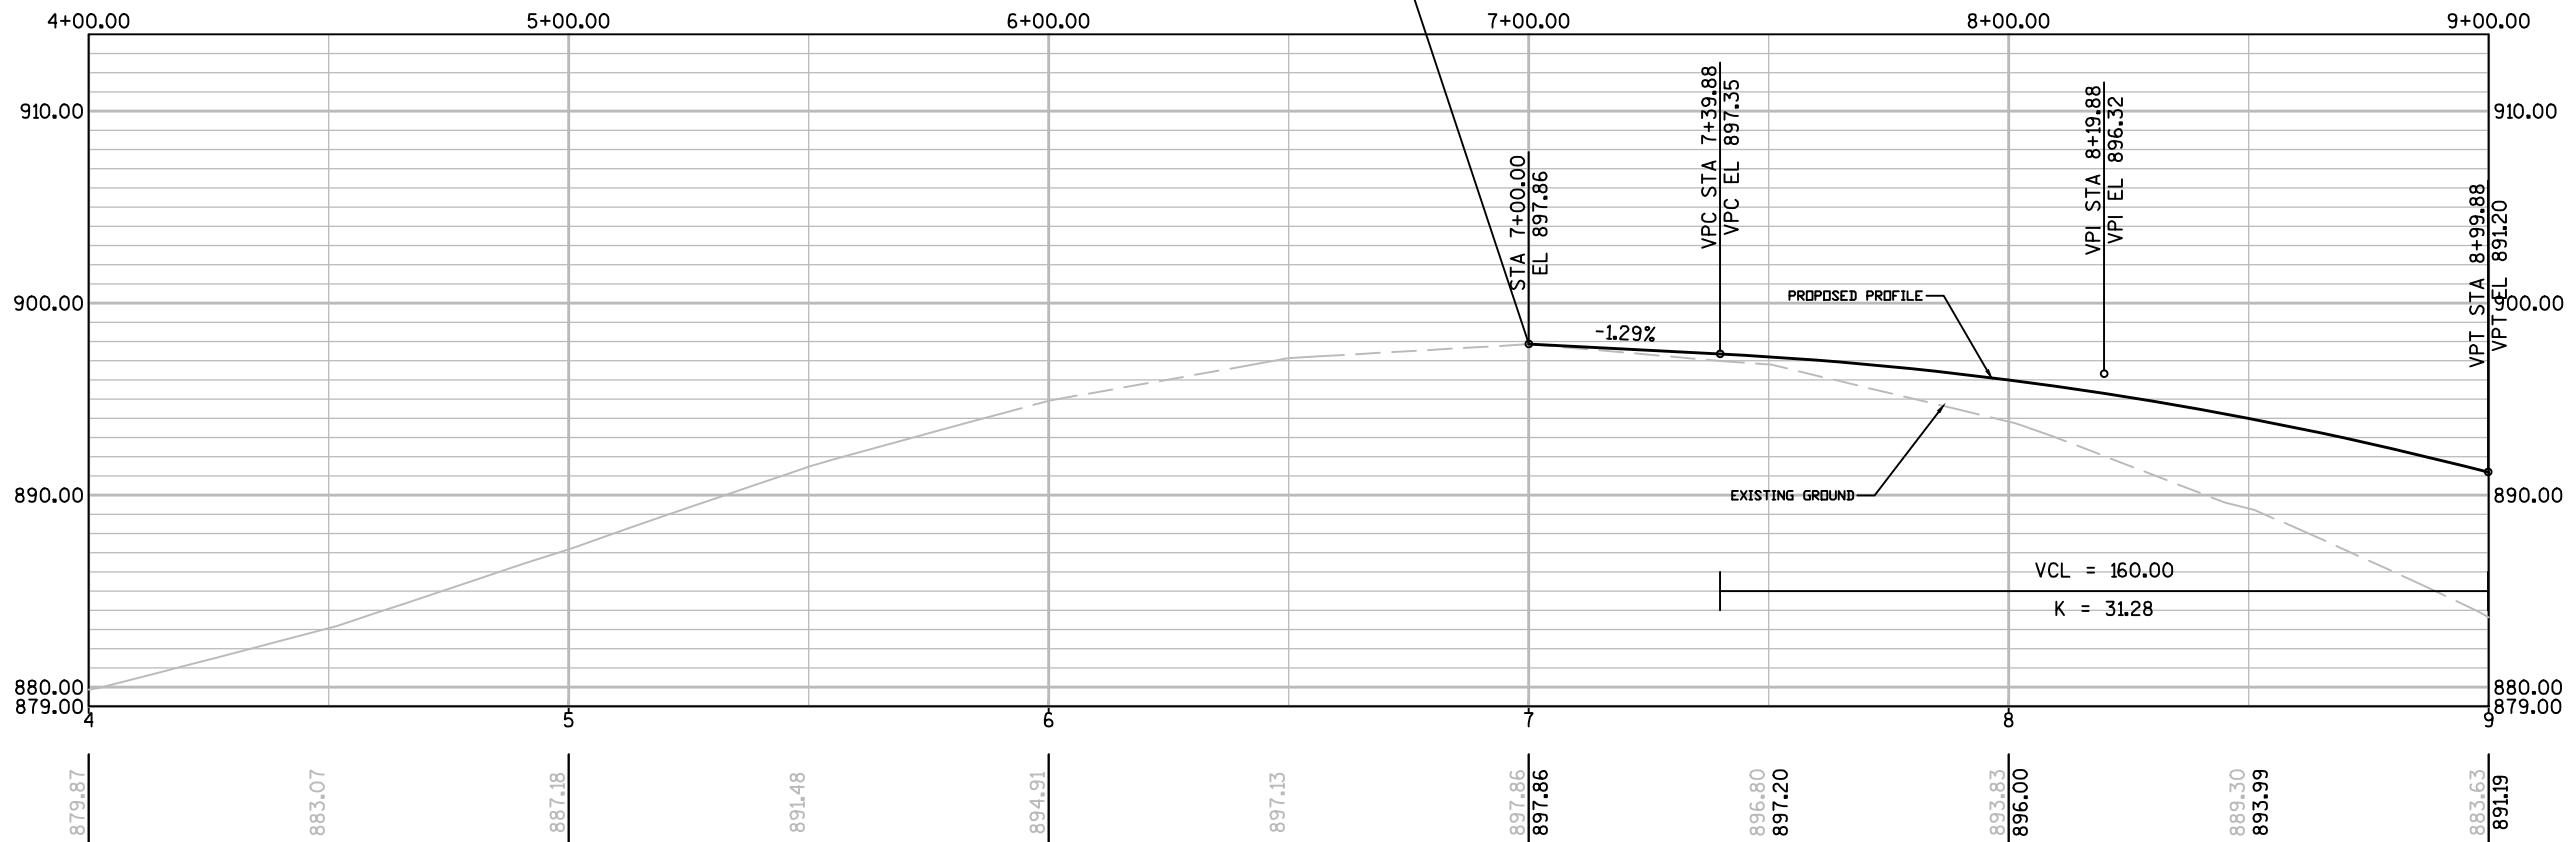 4+00.00 5+00.00 6+00.00 7+00.00 8+00.00 9+00.00
910.00 910.00
900.00 900.00
890.00 890.00
880.00 880.00
879.00 879.00
STA 7+00.00
EL 897.86
-1.29%
VPC STA 7+39.88
VPC EL 897.35
VPI STA 8+19.88
VPI EL 896.32
VPT STA 8+99.88
VPT EL 891.20
PROPOSED PROFILE
EXISTING GROUND
VCL = 160.00
K = 31.28
4 5 6 7 8 9
879.87
883.07
887.18
891.48
894.91
897.13
897.86
897.86
896.80
897.20
893.83
896.00
889.30
893.99
883.63
891.19